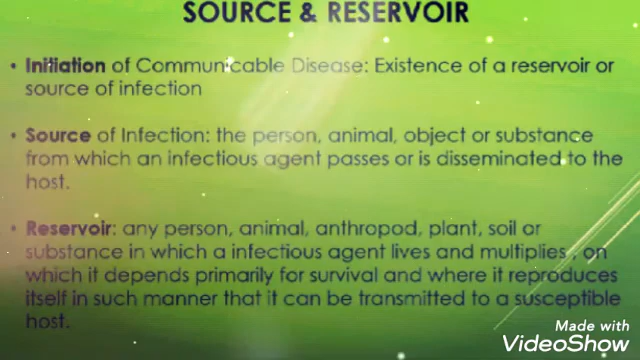 SOURCE & RESERVOIR
• Initiation of Communicable Disease: Existence of a reservoir or
source of infection
• Source of Infection: the person, animal, object or substance
from which an infectious agent passes or is disseminated to the
host.
• Reservoir: any person, animal, anthropod, plant, soil or
substance in which a infectious agent lives and multiplies , on
which it depends primarily for survival and where it reproduces
itself in such manner that it can be transmitted to a susceptible
host.
Made with
VideoShow